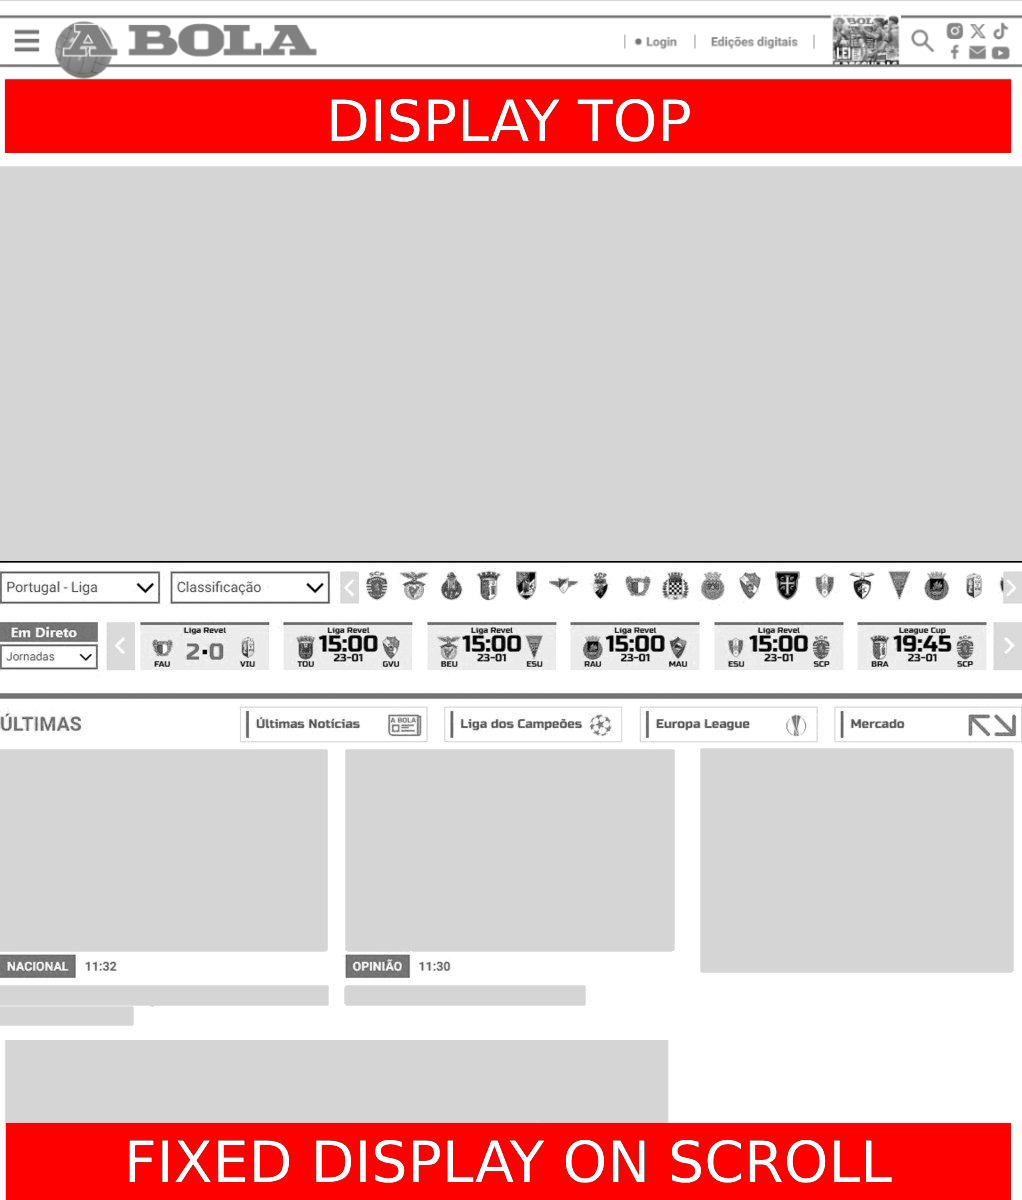 A BOLA
Login
Edições digitais
BOL
LEI
DISPLAY TOP
Portugal - Liga
Classificação
Em Direto
Jornadas
Liga Revel
2-0
FAU VIU
Liga Revel
15:00
23-01
TOU GVU
Liga Revel
15:00
23-01
BEU ESU
Liga Revel
15:00
23-01
RAU MAU
Liga Revel
15:00
23-01
ESU SCP
League Cup
19:45
23-01
BRA SCP
ÚLTIMAS
Últimas Notícias
A BOLA
Liga dos Campeões
Europa League
Mercado
NACIONAL 11:32
OPINIÃO 11:30
FIXED DISPLAY ON SCROLL